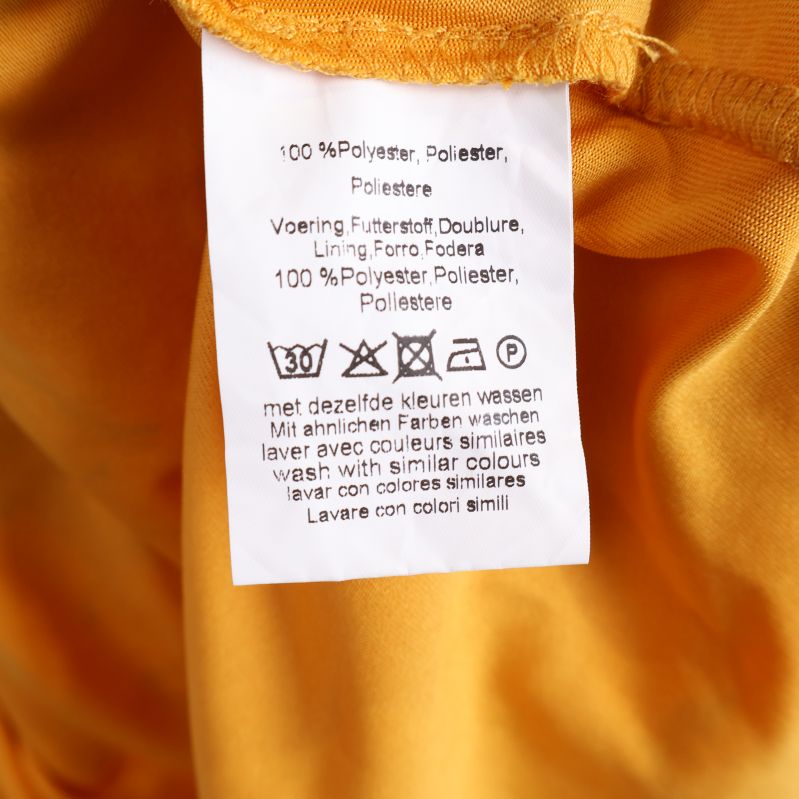 100 %Polyester, Poliester,
Poliestere
Voering,Futterstoff,Doublure,
Lining,Forro,Fodera
100 %Polyester,Poliester,
Poliestere
30 P
met dezelfde kleuren wassen
Mit ahnlichen Farben waschen
laver avec couleurs similaires
wash with similar colours
lavar con colores similares
Lavare con colori simili